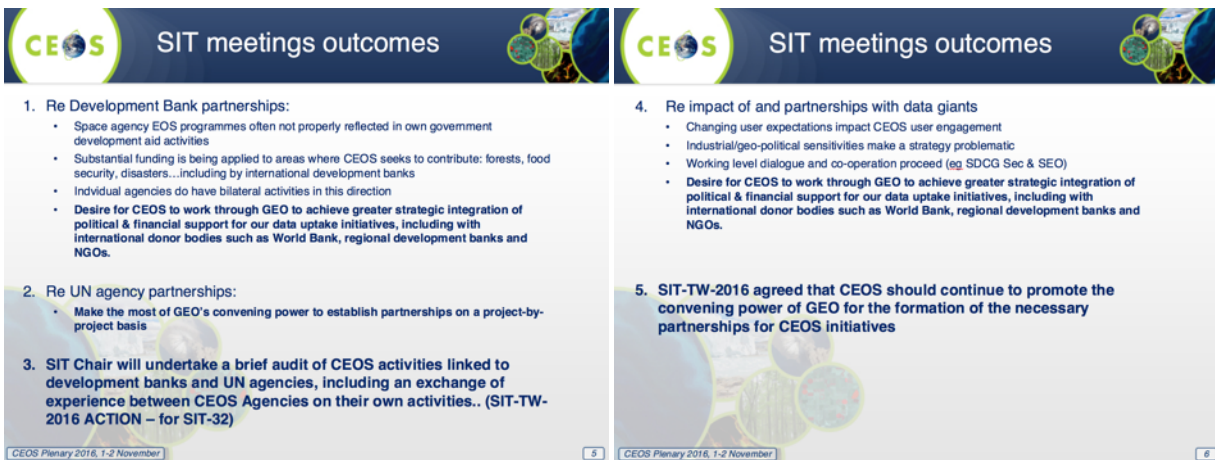 CEOS
SIT meetings outcomes
1. Re Development Bank partnerships:
• Space agency EOS programmes often not properly reflected in own government
development aid activities
• Substantial funding is being applied to areas where CEOS seeks to contribute: forests, food
security, disasters…including by international development banks
• Indvidual agencies do have bilateral activities in this direction
• Desire for CEOS to work through GEO to achieve greater strategic integration of
political & financial support for our data uptake initiatives, including with
international donor bodies such as World Bank, regional development banks and
NGOs.
2. Re UN agency partnerships:
• Make the most of GEO's convening power to establish partnerships on a project-by-
project basis
3. SIT Chair will undertake a brief audit of CEOS activities linked to
development banks and UN agencies, including an exchange of
experience between CEOS Agencies on their own activities.. (SIT-TW-
2016 ACTION – for SIT-32)
CEOS Plenary 2016, 1-2 November
5
CEOS
SIT meetings outcomes
4. Re impact of and partnerships with data giants
• Changing user expectations impact CEOS user engagement
• Industrial/geo-political sensitivities make a strategy problematic
• Working level dialogue and co-operation proceed (eg SDCG Sec & SEO)
• Desire for CEOS to work through GEO to achieve greater strategic integration of
political & financial support for our data uptake initiatives, including with
international donor bodies such as World Bank, regional development banks and
NGOs.
5. SIT-TW-2016 agreed that CEOS should continue to promote the
convening power of GEO for the formation of the necessary
partnerships for CEOS initiatives
CEOS Plenary 2016, 1-2 November
6